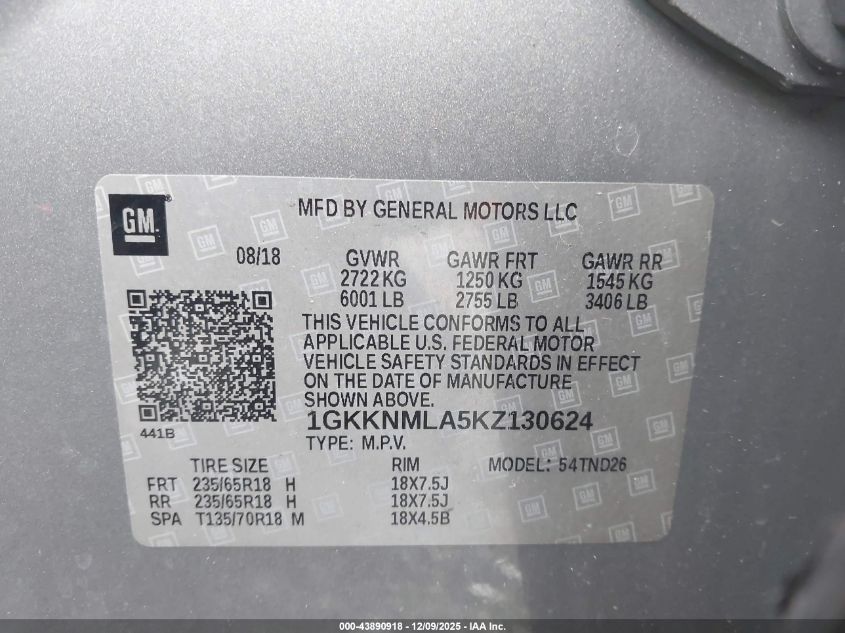 GM
MFD BY GENERAL MOTORS LLC
08/18 GVWR GAWR FRT GAWR RR
2722 KG 1250 KG 1545 KG
6001 LB 2755 LB 3406 LB
THIS VEHICLE CONFORMS TO ALL
APPLICABLE U.S. FEDERAL MOTOR
VEHICLE SAFETY STANDARDS IN EFFECT
ON THE DATE OF MANUFACTURE
SHOWN ABOVE.
1GKKNMLA5KZ130624
441B
TYPE: M.P.V.
TIRE SIZE RIM MODEL: 54TND26
FRT 235/65R18 H 18X7.5J
RR 235/65R18 H 18X7.5J
SPA T135/70R18 M 18X4.5B
000-43890918 - 12/09/2025 - IAA Inc.